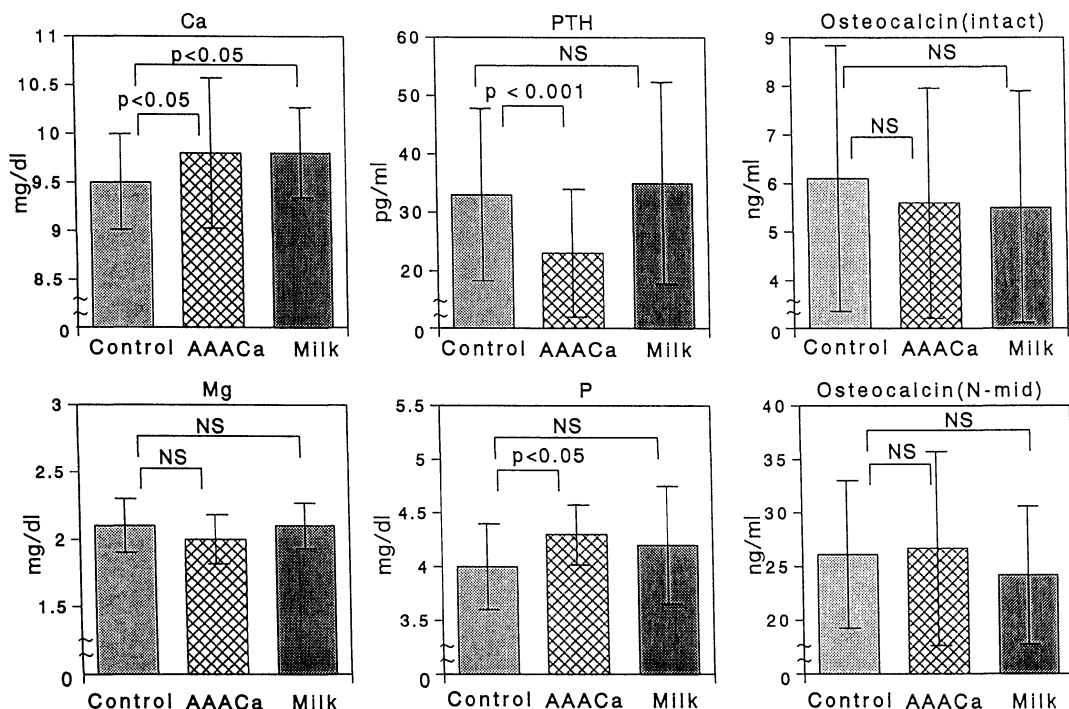 Ca
11
10.5
10
9.5
9
8.5
0
mg/dl
p<0.05
p<0.05
Control AAACa Milk
PTH
60
50
40
30
20
0
pg/ml
NS
p < 0.001
Control AAACa Milk
Osteocalcin(intact)
9
8
7
6
5
4
0
ng/ml
NS
NS
Control AAACa Milk
Mg
3
2.5
2
1.5
0
mg/dl
NS
NS
Control AAACa Milk
P
5.5
5
4.5
4
3.5
0
mg/dl
NS
p<0.05
Control AAACa Milk
Osteocalcin(N-mid)
40
35
30
25
20
0
ng/ml
NS
NS
Control AAACa Milk